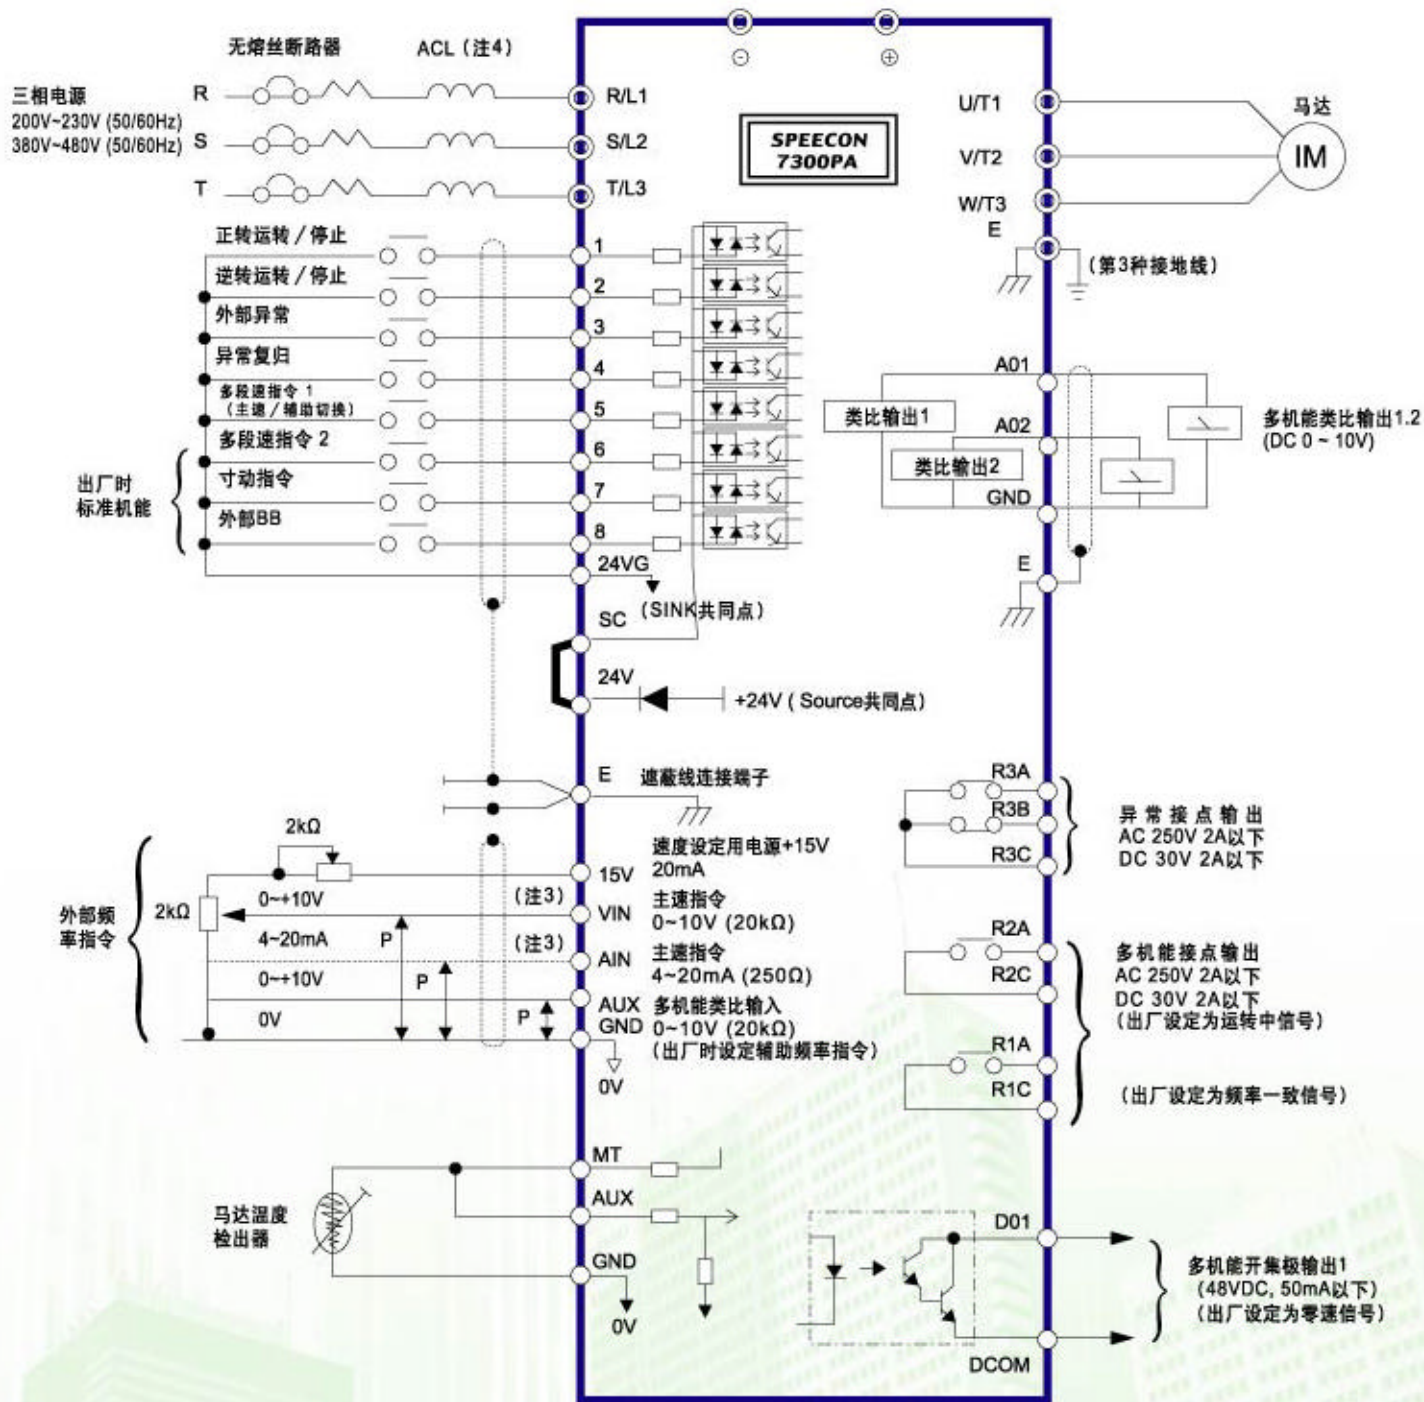 无熔丝断路器
ACL（注4）
三相电源
200V~230V (50/60Hz)
380V~480V (50/60Hz)
R
S
T
R/L1
S/L2
T/L3
⊖
⊕
SPEECON
7300PA
U/T1
V/T2
W/T3
E
马达
IM
（第3种接地线）
正转运转／停止
逆转运转／停止
外部异常
异常复归
多段速指令 1
（主速／辅助切换）
多段速指令 2
寸动指令
外部BB
出厂时
标准机能
1
2
3
4
5
6
7
8
24VG
（SINK共同点）
SC
24V
+24V ( Source共同点）
A01
类比输出1
A02
类比输出2
GND
E
多机能类比输出1.2
(DC 0 ~ 10V)
E
遮蔽线连接端子
外部频
率指令
2kΩ
2kΩ
0~+10V
4~20mA
0~+10V
0V
（注3）
（注3）
P
P
P
15V
VIN
AIN
AUX
GND
0V
速度设定用电源+15V
20mA
主速指令
0~10V (20kΩ)
主速指令
4~20mA (250Ω)
多机能类比输入
0~10V (20kΩ)
（出厂时设定辅助频率指令）
R3A
R3B
R3C
异常接点输出
AC 250V 2A以下
DC 30V 2A以下
R2A
R2C
R1A
R1C
多机能接点输出
AC 250V 2A以下
DC 30V 2A以下
（出厂设定为运转中信号）
（出厂设定为频率一致信号）
马达温度
检出器
MT
AUX
GND
0V
D01
DCOM
多机能开集极输出1
（48VDC, 50mA以下）
（出厂设定为零速信号）